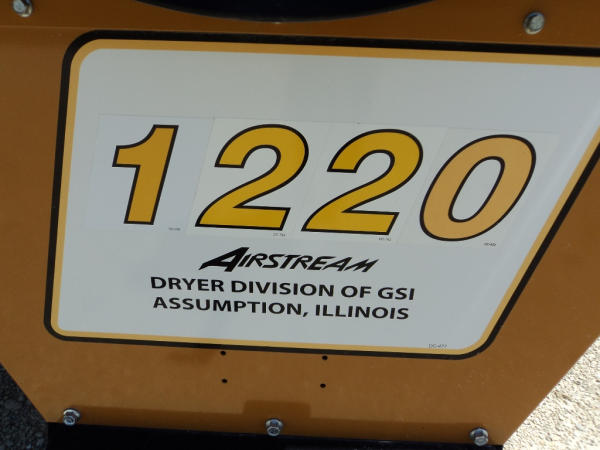 1220
AIRSTREAM
DRYER DIVISION OF GSI
ASSUMPTION, ILLINOIS